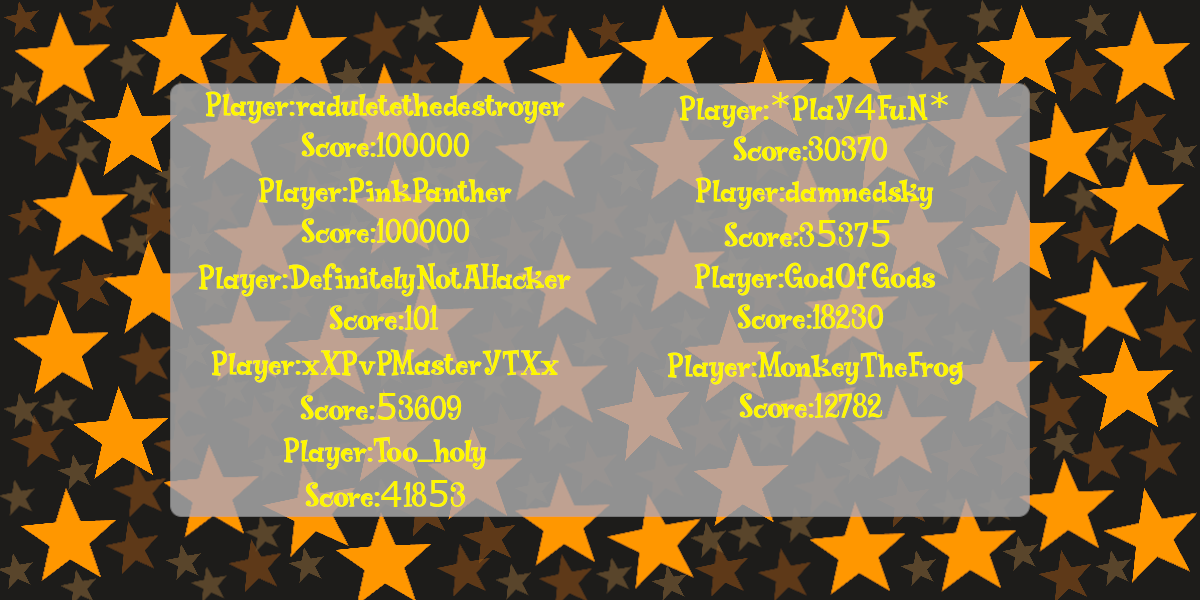 Player:raduletethedestroyer
Score:100000
Player:PinkPanther
Score:100000
Player:DefinitelyNotAHacker
Score:101
Player:xXPvPMasterYTXx
Score:53609
Player:Too_holy
Score:41853
Player:*PlaY4FuN*
Score:30370
Player:damnedsky
Score:35375
Player:GodOfGods
Score:18230
Player:MonkeyTheFrog
Score:12782